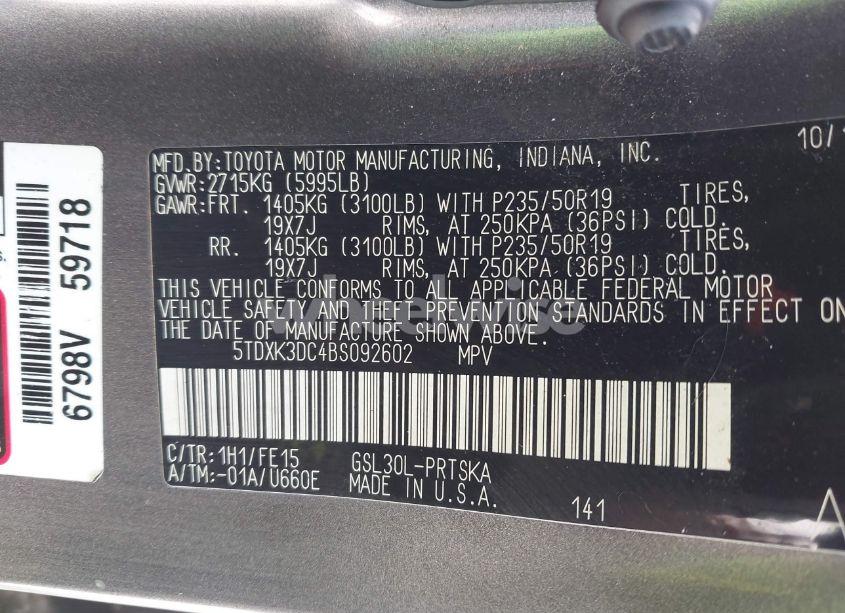 10/1
MFD.BY:TOYOTA MOTOR MANUFACTURING, INDIANA, INC.
GVWR:2715KG (5995LB)
GAWR:FRT. 1405KG (3100LB) WITH P235/50R19 TIRES,
19X7J RIMS, AT 250KPA (36PSI) COLD.
RR. 1405KG (3100LB) WITH P235/50R19 TIRES,
19X7J RIMS, AT 250KPA (36PSI) COLD.
THIS VEHICLE CONFORMS TO ALL APPLICABLE FEDERAL MOTOR
VEHICLE SAFETY AND THEFT PREVENTION STANDARDS IN EFFECT ON
THE DATE OF MANUFACTURE SHOWN ABOVE.
5TDXK3DC4BS092602 MPV
C/TR:1H1/FE15 GSL30L-PRTSKA
A/TM:-01A/U660E MADE IN U.S.A.
141
A
6798V 59718
wheelwise